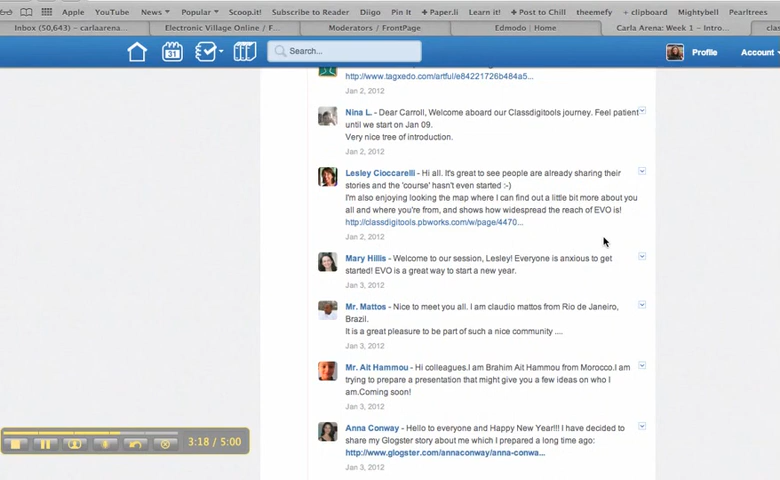 Apple YouTube News Popular Scoop.it! Subscribe to Reader Diigo Pin It Paper.li Learn it! Post to Chill theemefy + clipboard Mightybell Pearltrees
Inbox (50,643) – carlaarena... Electronic Village Online / F... Moderators / FrontPage Edmodo | Home Carla Arena: Week 1 – Intro...
31 Search... Profile Account
http://www.tagxedo.com/artful/e84221726b484a5...
Jan 2, 2012
Nina L. - Dear Carroll, Welcome aboard our Classdigitools journey. Feel patient
until we start on Jan 09.
Very nice tree of introduction.
Jan 2, 2012
Lesley Cioccarelli - Hi all. It's great to see people are already sharing their
stories and the 'course' hasn't even started :-)
I'm also enjoying looking the map where I can find out a little bit more about you
all and where you're from, and shows how widespread the reach of EVO is!
http://classdigitools.pbworks.com/w/page/4470...
Jan 2, 2012
Mary Hillis - Welcome to our session, Lesley! Everyone is anxious to get
started! EVO is a great way to start a new year.
Jan 3, 2012
Mr. Mattos - Nice to meet you all. I am claudio mattos from Rio de Janeiro,
Brazil.
It is a great pleasure to be part of such a nice community ....
Jan 3, 2012
Mr. Ait Hammou - Hi colleagues.I am Brahim Ait Hammou from Morocco.I am
trying to prepare a presentation that might give you a few ideas on who I
am.Coming soon!
Jan 3, 2012
Anna Conway - Hello to everyone and Happy New Year!!! I have decided to
share my Glogster story about me which I prepared a long time ago:
http://www.glogster.com/annaconway/anna-conwa...
Jan 3, 2012
3:18 / 5:00